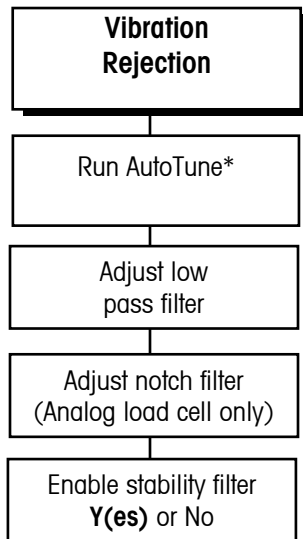 Vibration
Rejection
Run AutoTune*
Adjust low
pass filter
Adjust notch filter
(Analog load cell only)
Enable stability filter
Y(es) or No